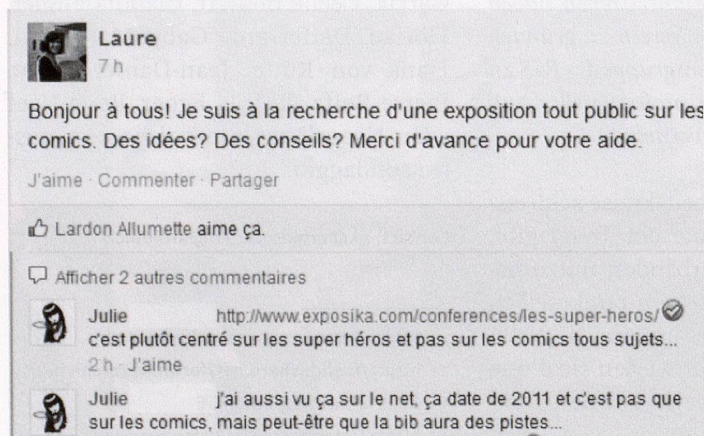 Laure
7 h
Bonjour à tous! Je suis à la recherche d'une exposition tout public sur les
comics. Des idées? Des conseils? Merci d'avance pour votre aide.
J'aime · Commenter · Partager
Lardon Allumette aime ça.
Afficher 2 autres commentaires
Julie http://www.exposika.com/conferences/les-super-heros/
c'est plutôt centré sur les super héros et pas sur les comics tous sujets...
2 h J'aime
Julie j'ai aussi vu ça sur le net, ça date de 2011 et c'est pas que
sur les comics, mais peut-être que la bib aura des pistes...